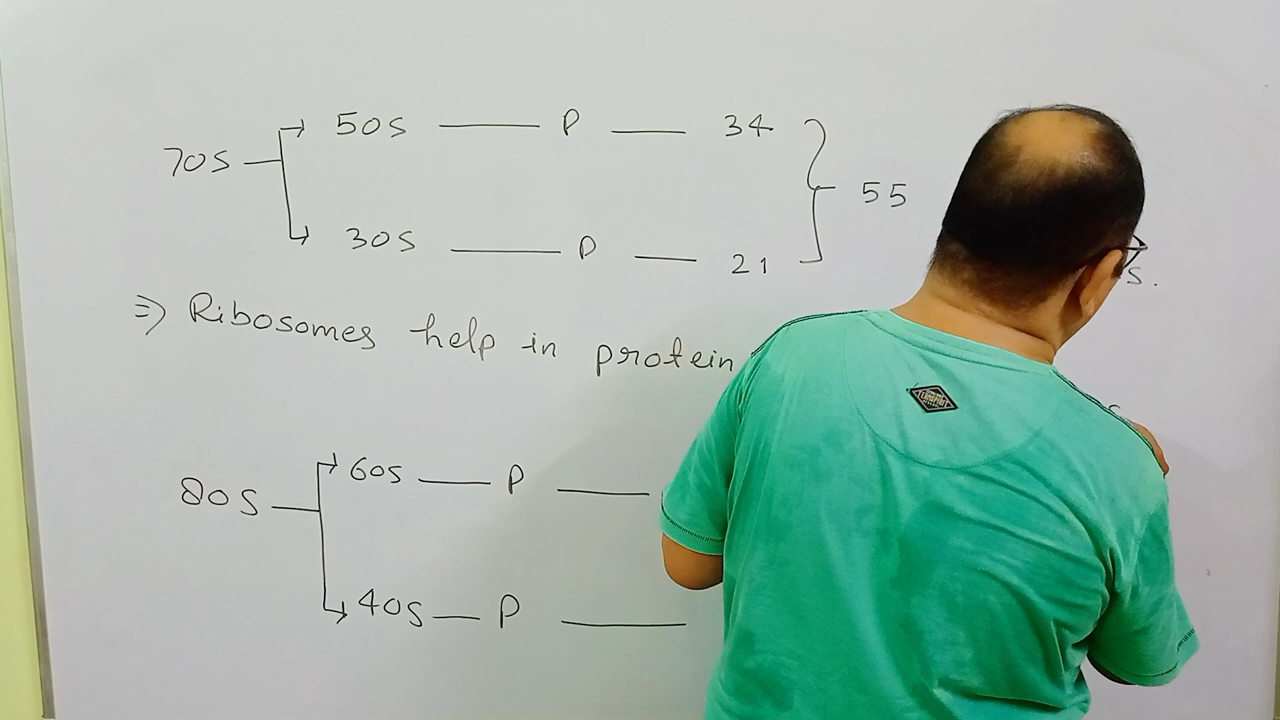 50S — P — 34
70S
55
30S — P — 21
S.
⇒ Ribosomes help in protein
60S — P —
80S
40S — P —